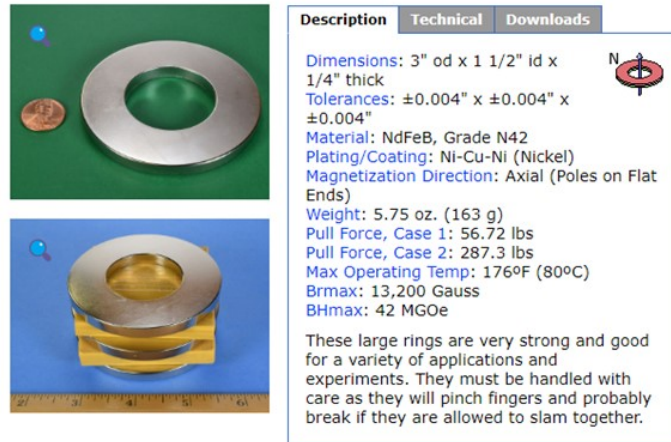 Description Technical Downloads
Dimensions: 3" od x 1 1/2" id x
1/4" thick
N
Tolerances: ±0.004" x ±0.004" x
±0.004"
Material: NdFeB, Grade N42
Plating/Coating: Ni-Cu-Ni (Nickel)
Magnetization Direction: Axial (Poles on Flat
Ends)
Weight: 5.75 oz. (163 g)
Pull Force, Case 1: 56.72 lbs
Pull Force, Case 2: 287.3 lbs
Max Operating Temp: 176ºF (80ºC)
Brmax: 13,200 Gauss
BHmax: 42 MGOe
These large rings are very strong and good
for a variety of applications and
experiments. They must be handled with
care as they will pinch fingers and probably
break if they are allowed to slam together.
2 3 4 5 6